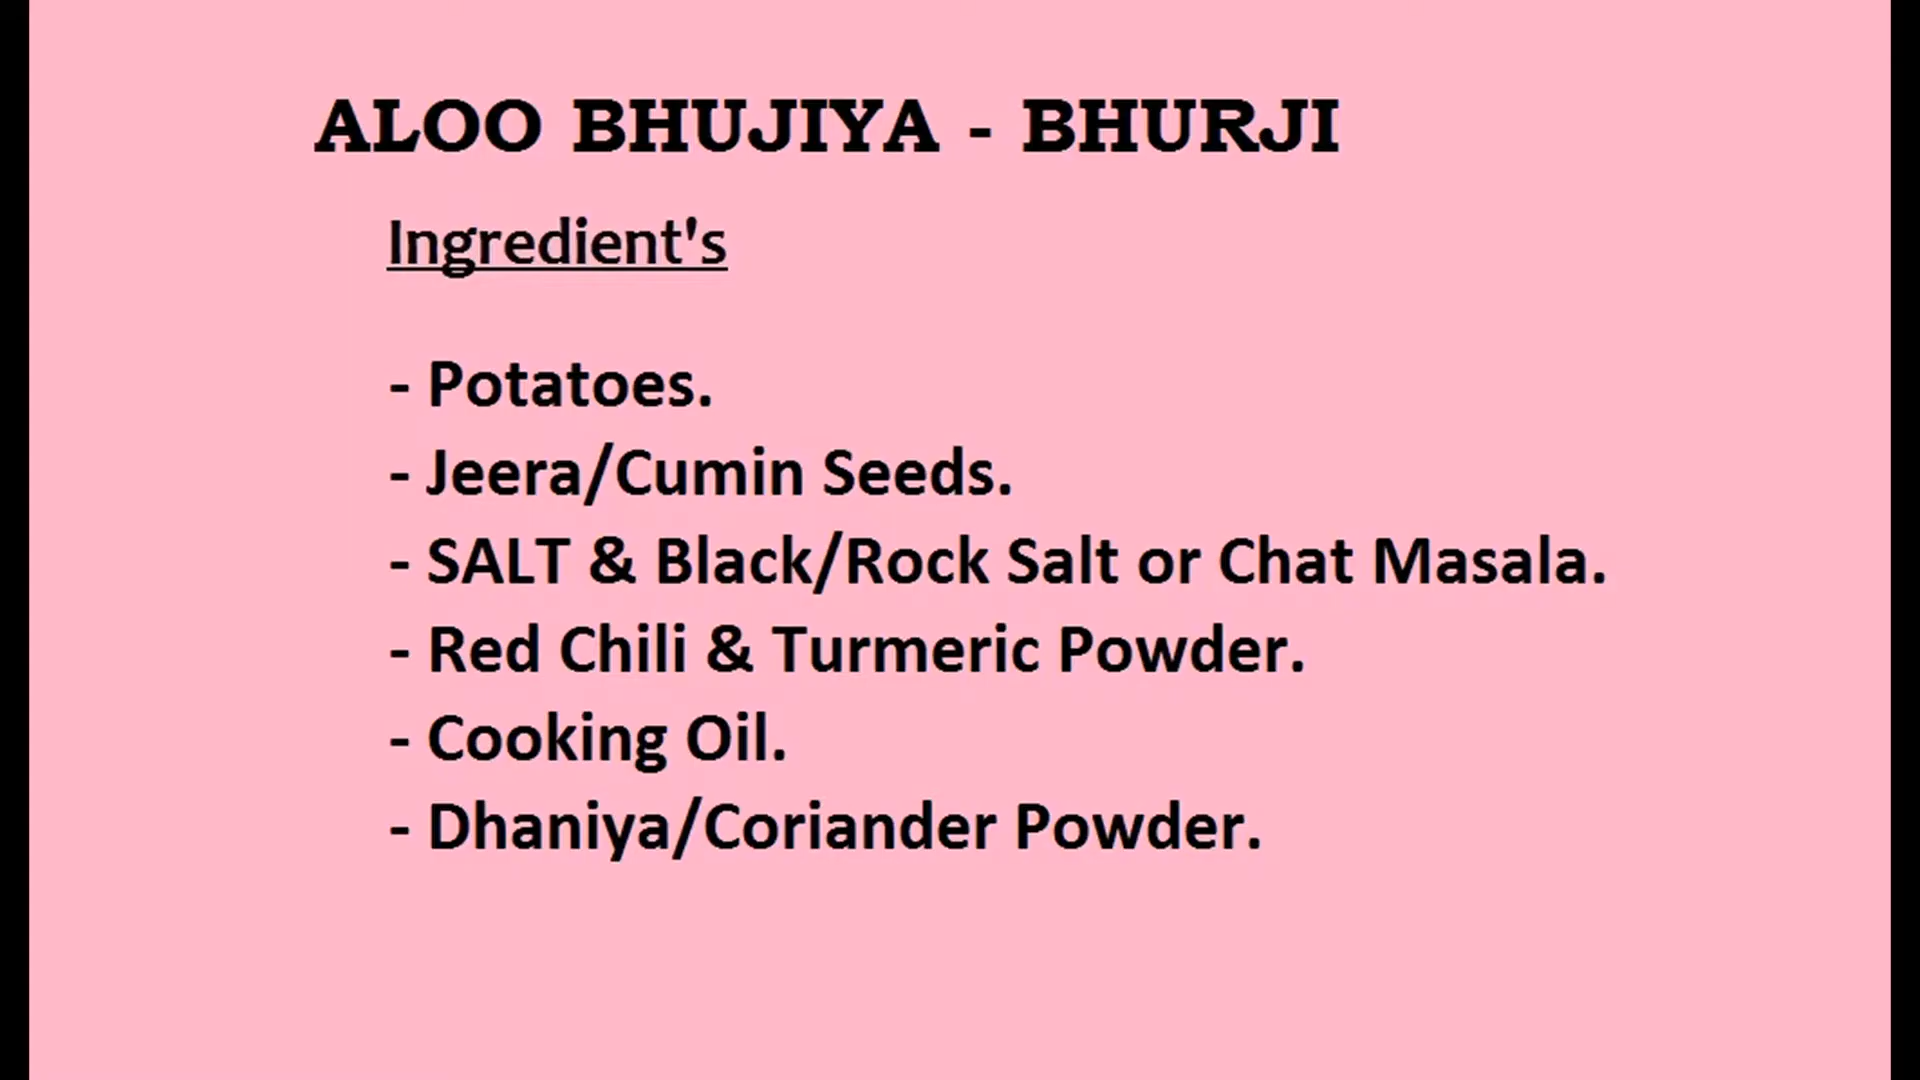 ALOO BHUJIYA - BHURJI
Ingredient's
- Potatoes.
- Jeera/Cumin Seeds.
- SALT & Black/Rock Salt or Chat Masala.
- Red Chili & Turmeric Powder.
- Cooking Oil.
- Dhaniya/Coriander Powder.